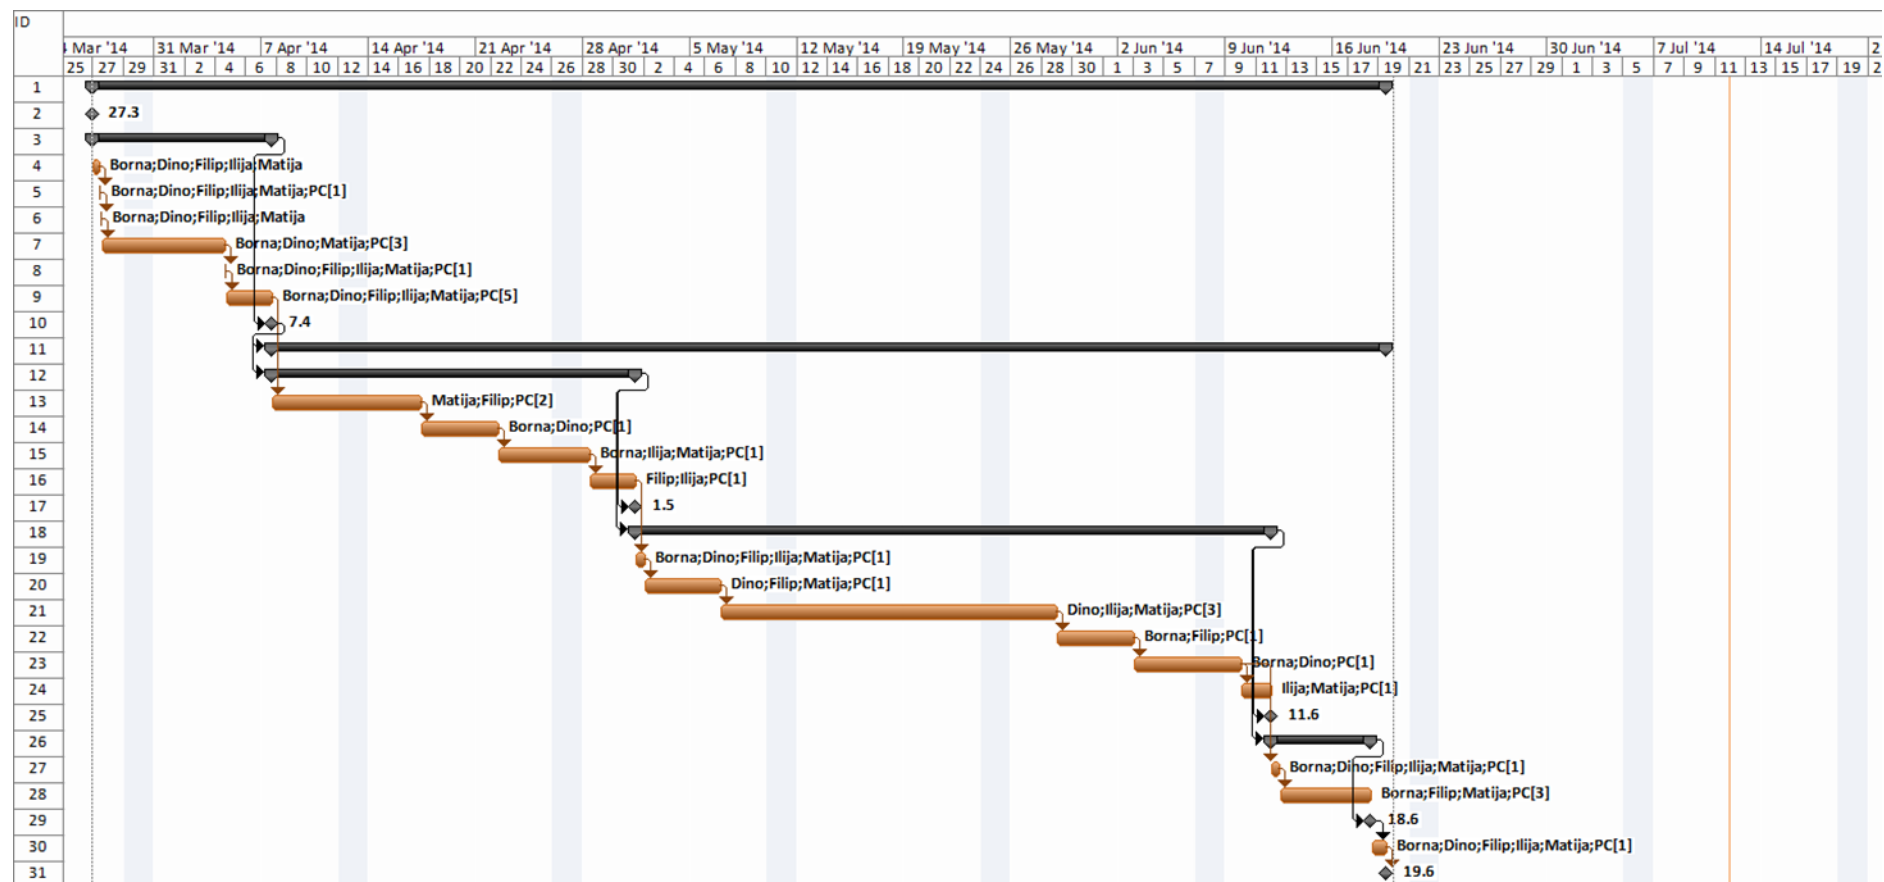 ID
4 Mar '14 31 Mar '14 7 Apr '14 14 Apr '14 21 Apr '14 28 Apr '14 5 May '14 12 May '14 19 May '14 26 May '14 2 Jun '14 9 Jun '14 16 Jun '14 23 Jun '14 30 Jun '14 7 Jul '14 14 Jul '14 2
25 27 29 31 2 4 6 8 10 12 14 16 18 20 22 24 26 28 30 2 4 6 8 10 12 14 16 18 20 22 24 26 28 30 1 3 5 7 9 11 13 15 17 19 21 23 25 27 29 1 3 5 7 9 11 13 15 17 19 2
1
2 27.3
3
4 Borna;Dino;Filip;Ilija;Matija
5 Borna;Dino;Filip;Ilija;Matija;PC[1]
6 Borna;Dino;Filip;Ilija;Matija
7 Borna;Dino;Matija;PC[3]
8 Borna;Dino;Filip;Ilija;Matija;PC[1]
9 Borna;Dino;Filip;Ilija;Matija;PC[5]
10 7.4
11
12
13 Matija;Filip;PC[2]
14 Borna;Dino;PC[1]
15 Borna;Ilija;Matija;PC[1]
16 Filip;Ilija;PC[1]
17 1.5
18
19 Borna;Dino;Filip;Ilija;Matija;PC[1]
20 Dino;Filip;Matija;PC[1]
21 Dino;Ilija;Matija;PC[3]
22 Borna;Filip;PC[1]
23 Borna;Dino;PC[1]
24 Ilija;Matija;PC[1]
25 11.6
26
27 Borna;Dino;Filip;Ilija;Matija;PC[1]
28 Borna;Filip;Matija;PC[3]
29 18.6
30 Borna;Dino;Filip;Ilija;Matija;PC[1]
31 19.6